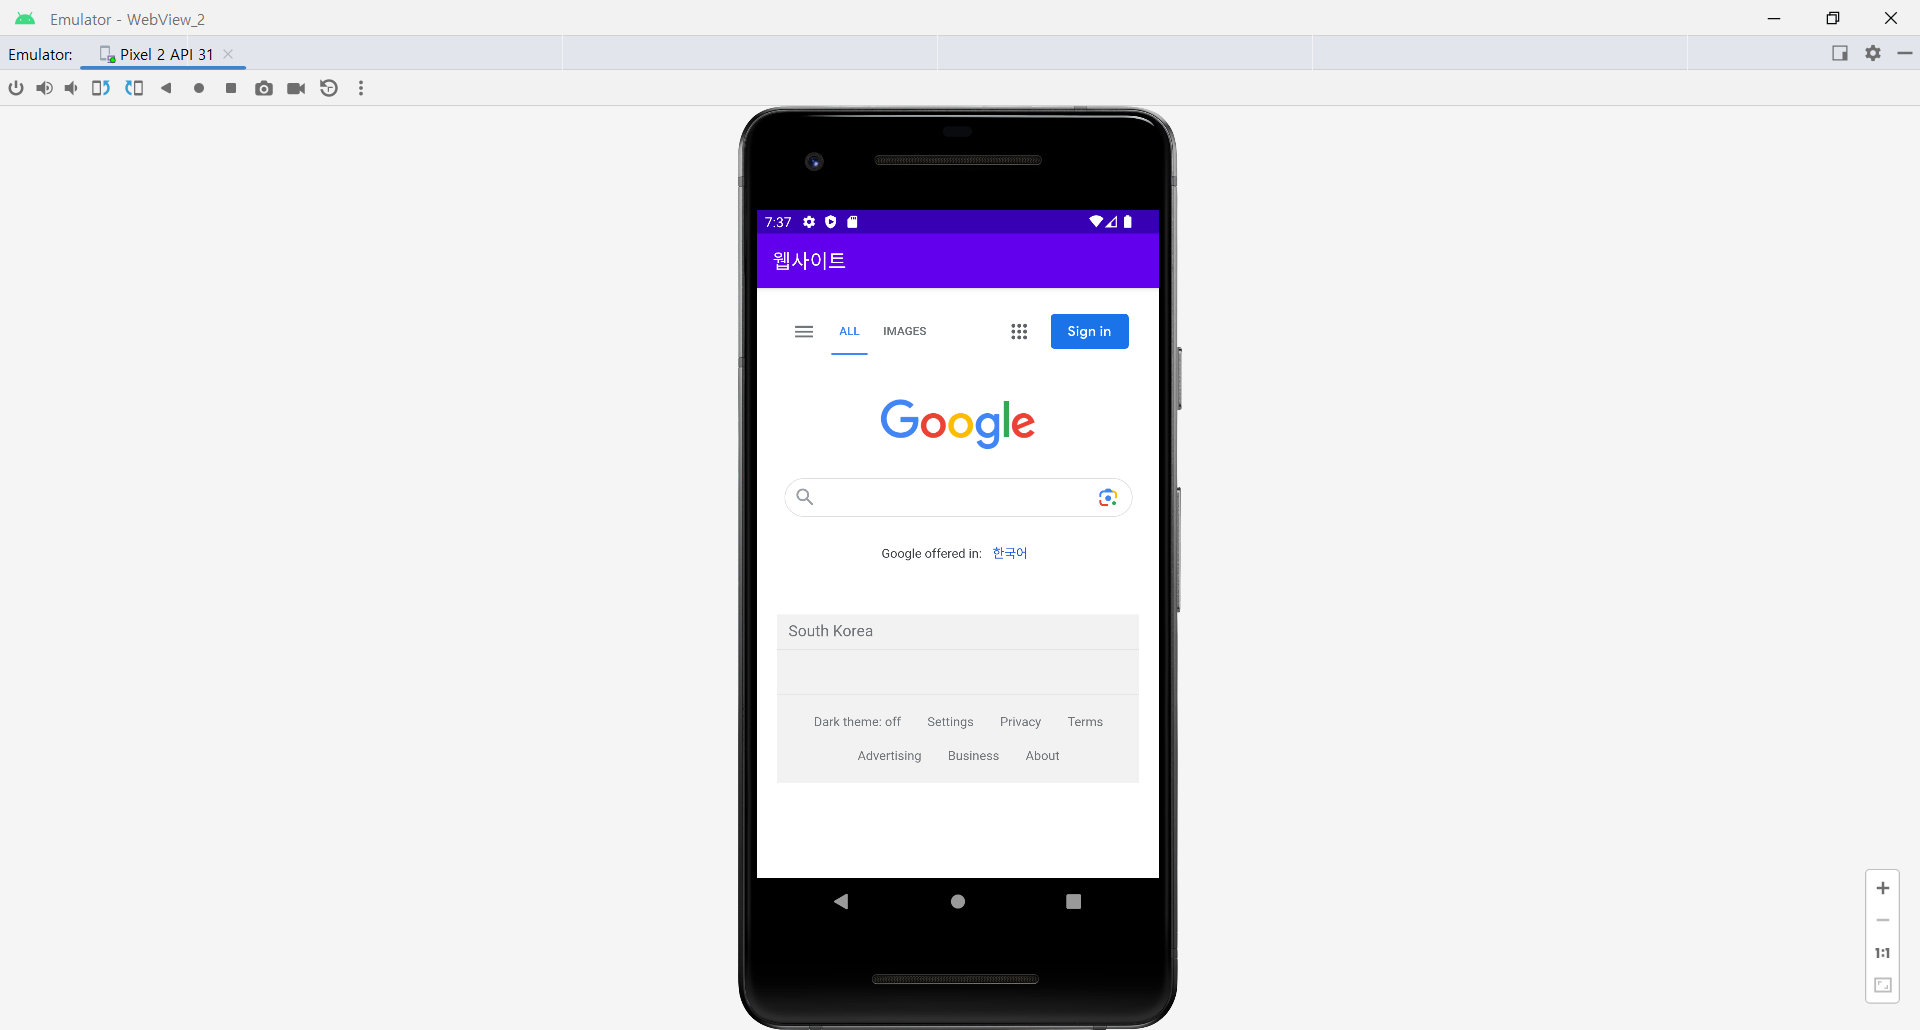 Emulator - WebView_2
Emulator: Pixel 2 API 31
7:37
웹사이트
ALL IMAGES Sign in
Google
Google offered in: 한국어
South Korea
Dark theme: off Settings Privacy Terms
Advertising Business About
1:1